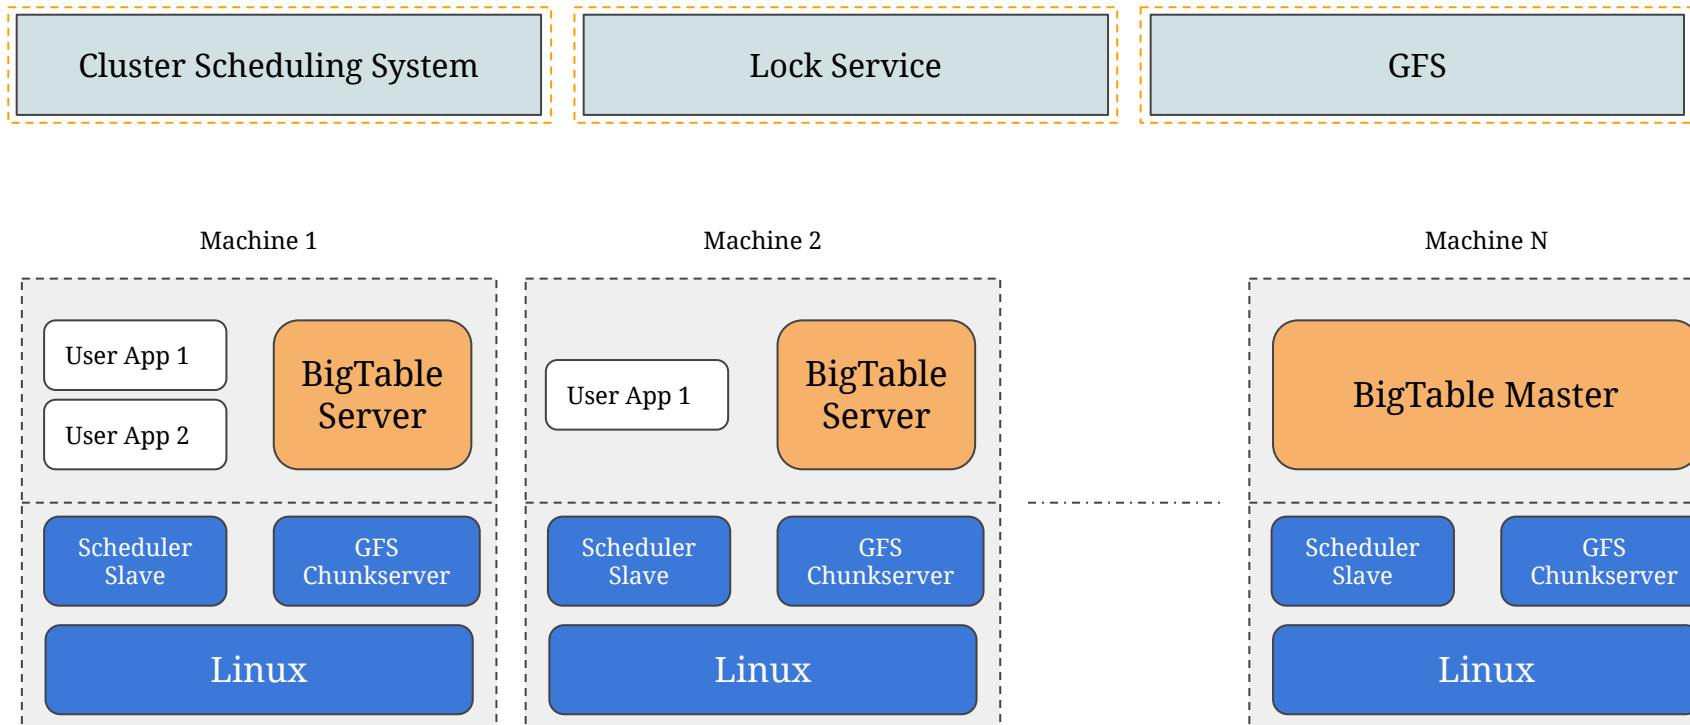 Cluster Scheduling System
Lock Service
GFS
Machine 1
Machine 2
Machine N
User App 1
User App 2
BigTable
Server
User App 1
BigTable
Server
BigTable Master
Scheduler
Slave
GFS
Chunkserver
Scheduler
Slave
GFS
Chunkserver
Scheduler
Slave
GFS
Chunkserver
Linux
Linux
Linux